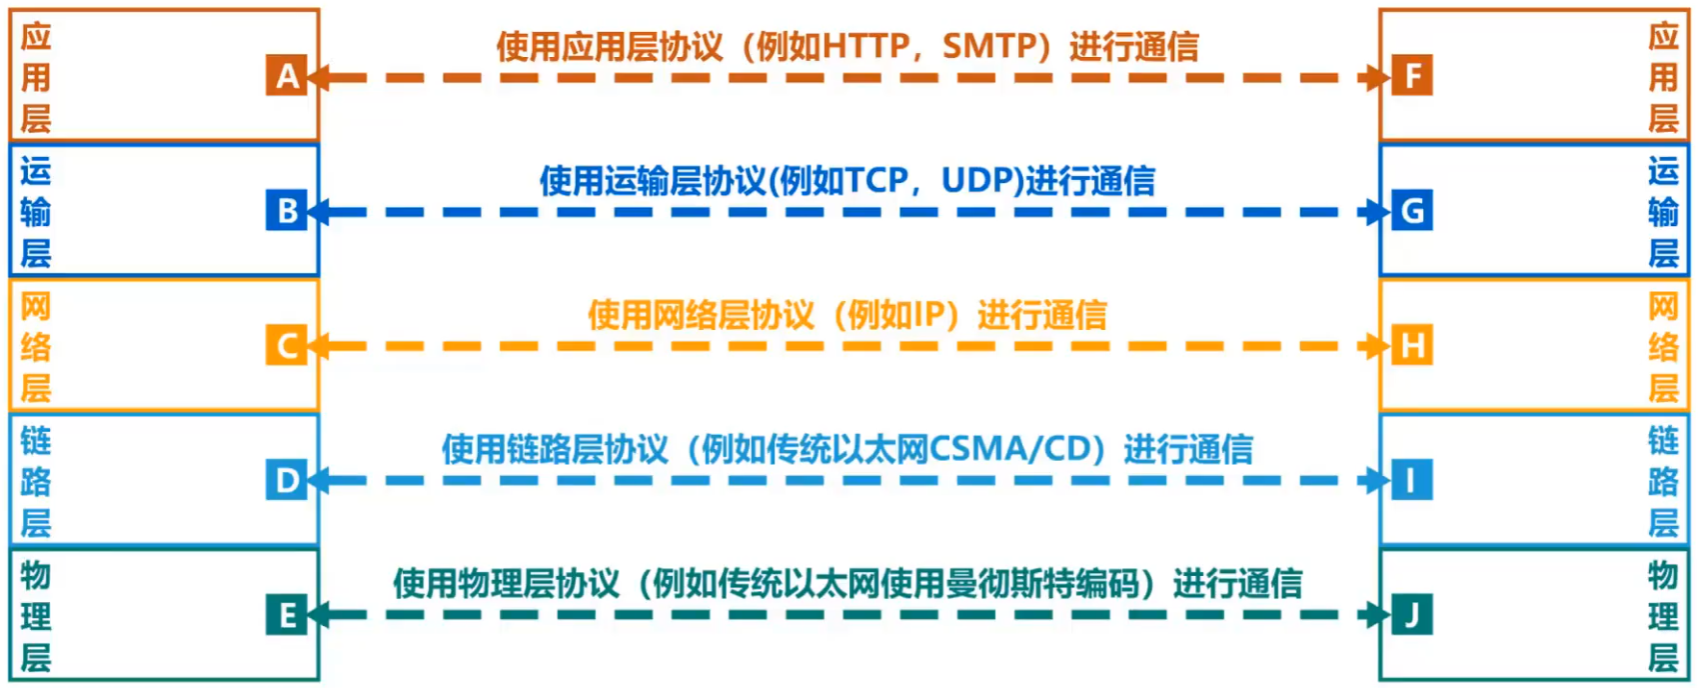 应用层
A
使用应用层协议（例如HTTP，SMTP）进行通信
F
应用层
运输层
B
使用运输层协议(例如TCP，UDP)进行通信
G
运输层
网络层
C
使用网络层协议（例如IP）进行通信
H
网络层
链路层
D
使用链路层协议（例如传统以太网CSMA/CD）进行通信
I
链路层
物理层
E
使用物理层协议（例如传统以太网使用曼彻斯特编码）进行通信
J
物理层